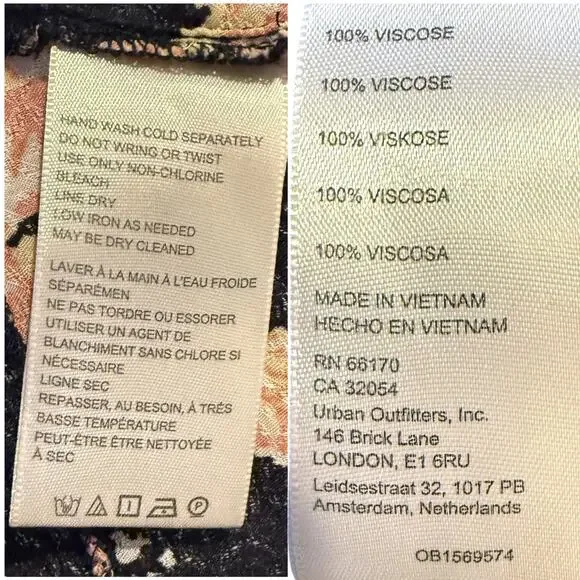 HAND WASH COLD SEPARATELY
DO NOT WRING OR TWIST
USE ONLY NON-CHLORINE
BLEACH
LINE DRY
LOW IRON AS NEEDED
MAY BE DRY CLEANED
LAVER À LA MAIN À L'EAU FROIDE
SÉPARÉMEN
NE PAS TORDRE OU ESSORER
UTILISER UN AGENT DE
BLANCHIMENT SANS CHLORE SI
NÉCESSAIRE
LIGNE SEC
REPASSER, AU BESOIN, À TRÉS
BASSE TEMPÉRATURE
PEUT-ÊTRE ÊTRE NETTOYÉE
À SEC
P
100% VISCOSE
100% VISCOSE
100% VISKOSE
100% VISCOSA
100% VISCOSA
MADE IN VIETNAM
HECHO EN VIETNAM
RN 66170
CA 32054
Urban Outfitters, Inc.
146 Brick Lane
LONDON, E1 6RU
Leidsestraat 32, 1017 PB
Amsterdam, Netherlands
OB1569574